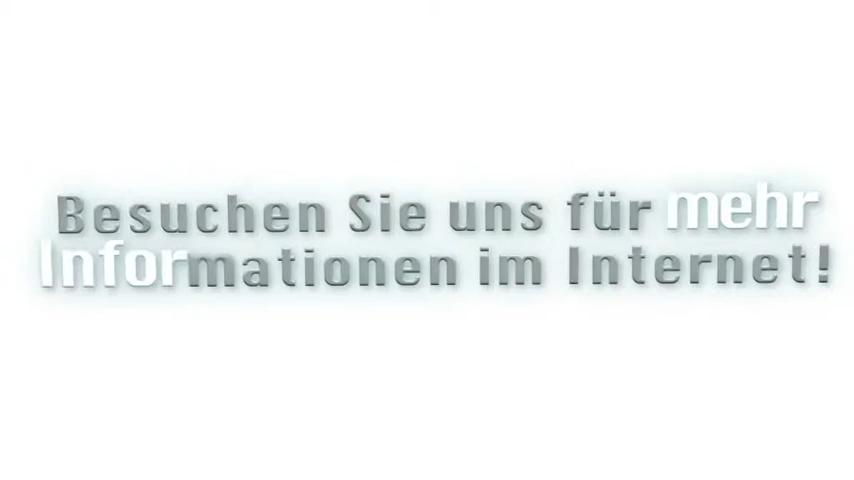 Besuchen Sie uns für mehr
Informationen im Internet!